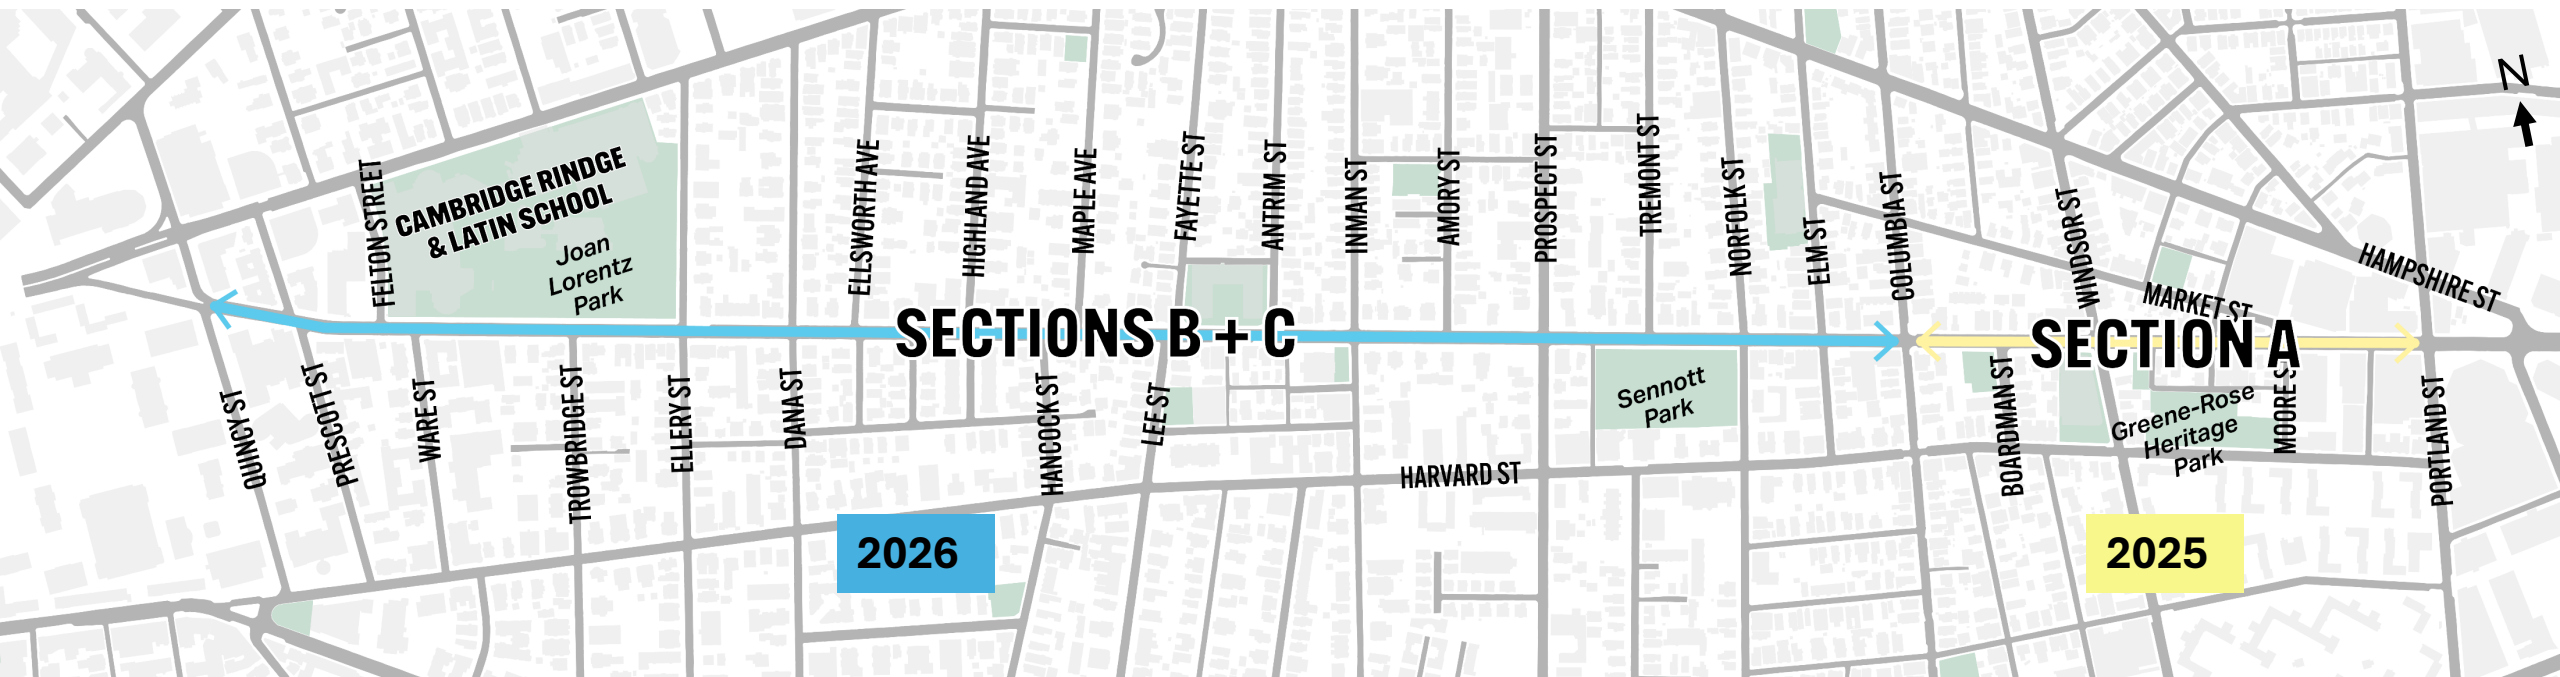 N
FELTON STREET
CAMBRIDGE RINDGE
& LATIN SCHOOL
Joan
Lorentz
Park
ELLSWORTH AVE
HIGHLAND AVE
MAPLE AVE
FAYETTE ST
ANTRIM ST
INMAN ST
AMORY ST
PROSPECT ST
TREMONT ST
NORFOLK ST
ELM ST
COLUMBIA ST
WINDSOR ST
MARKET ST
HAMPSHIRE ST
SECTIONS B + C
SECTION A
QUINCY ST
PRESCOTT ST
WARE ST
TROWBRIDGE ST
ELLERY ST
DANA ST
HANCOCK ST
LEE ST
HARVARD ST
Sennott
Park
BOARDMAN ST
Greene-Rose
Heritage
Park
MOORE ST
PORTLAND ST
2026
2025